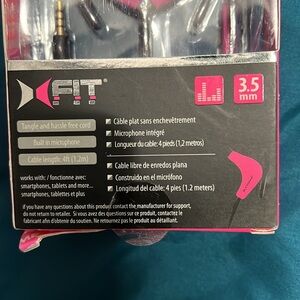 FIT
3.5
mm
Tangle and hassle free cord
Built in microphone
Cable length: 4ft (1.2m)
Câble plat sans enchevêtrement
Microphone intégré
Longueur du cable: 4 pieds (1,2 metros)
Cable libre de enredos plana
Construido en el micrófono
Longitud del cable: 4 pies (1.2 meters)
works with: / fonctionne avec:
smartphones, tablets and more...
smartphones, tablettes et plus
if you have any questions about this product contact the manufacturer for support,
do not return to retailer. Si vous avez des questions sur ce produit, contactez le
fabricant afin d'obtenir du soutien. Ne retournez pas ce produit au détaillant.